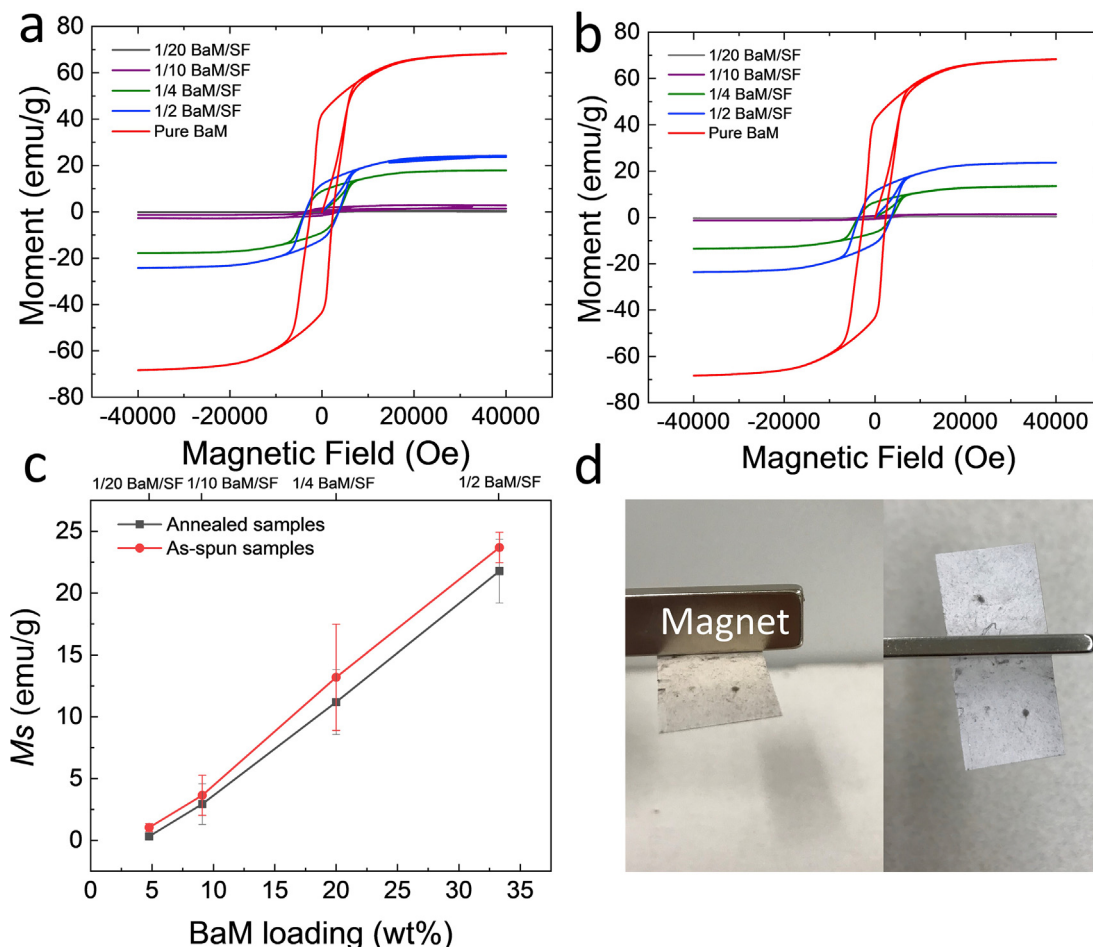 a
80
60
40
20
0
-20
-40
-60
-80
Moment (emu/g)
1/20 BaM/SF
1/10 BaM/SF
1/4 BaM/SF
1/2 BaM/SF
Pure BaM
-40000 -20000 0 20000 40000
Magnetic Field (Oe)
b
80
60
40
20
0
-20
-40
-60
-80
Moment (emu/g)
1/20 BaM/SF
1/10 BaM/SF
1/4 BaM/SF
1/2 BaM/SF
Pure BaM
-40000 -20000 0 20000 40000
Magnetic Field (Oe)
c
1/20 BaM/SF 1/10 BaM/SF 1/4 BaM/SF 1/2 BaM/SF
Annealed samples
As-spun samples
25
20
15
10
5
0
Ms (emu/g)
0 5 10 15 20 25 30 35
BaM loading (wt%)
d
Magnet